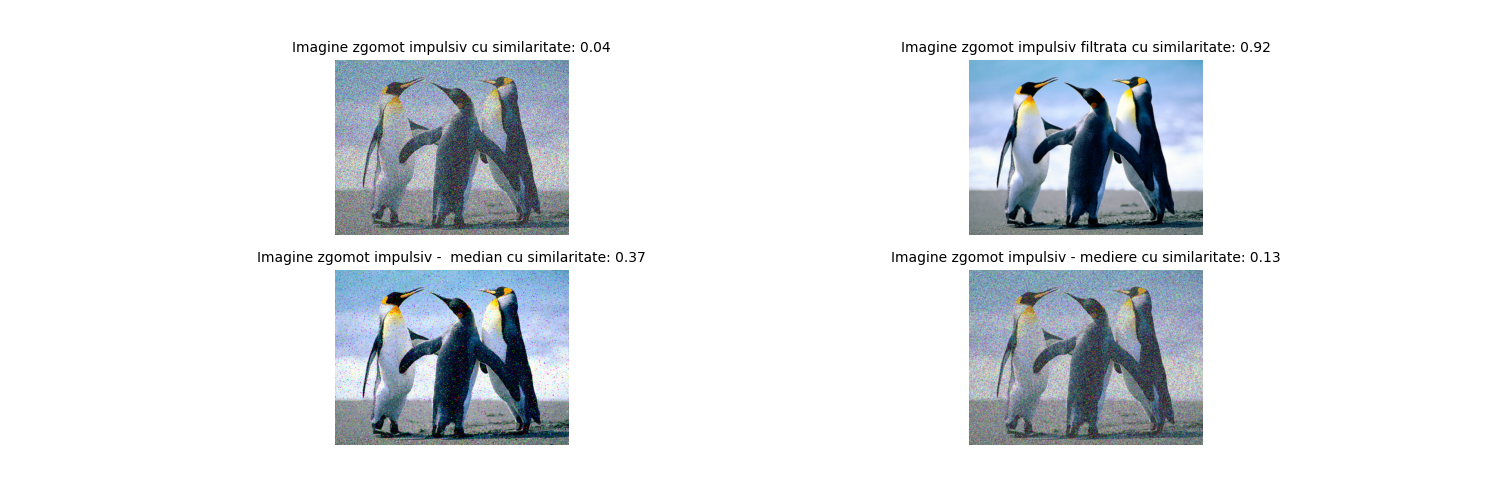 Imagine zgomot impulsiv cu similaritate: 0.04
Imagine zgomot impulsiv filtrata cu similaritate: 0.92
Imagine zgomot impulsiv -  median cu similaritate: 0.37
Imagine zgomot impulsiv - mediere cu similaritate: 0.13